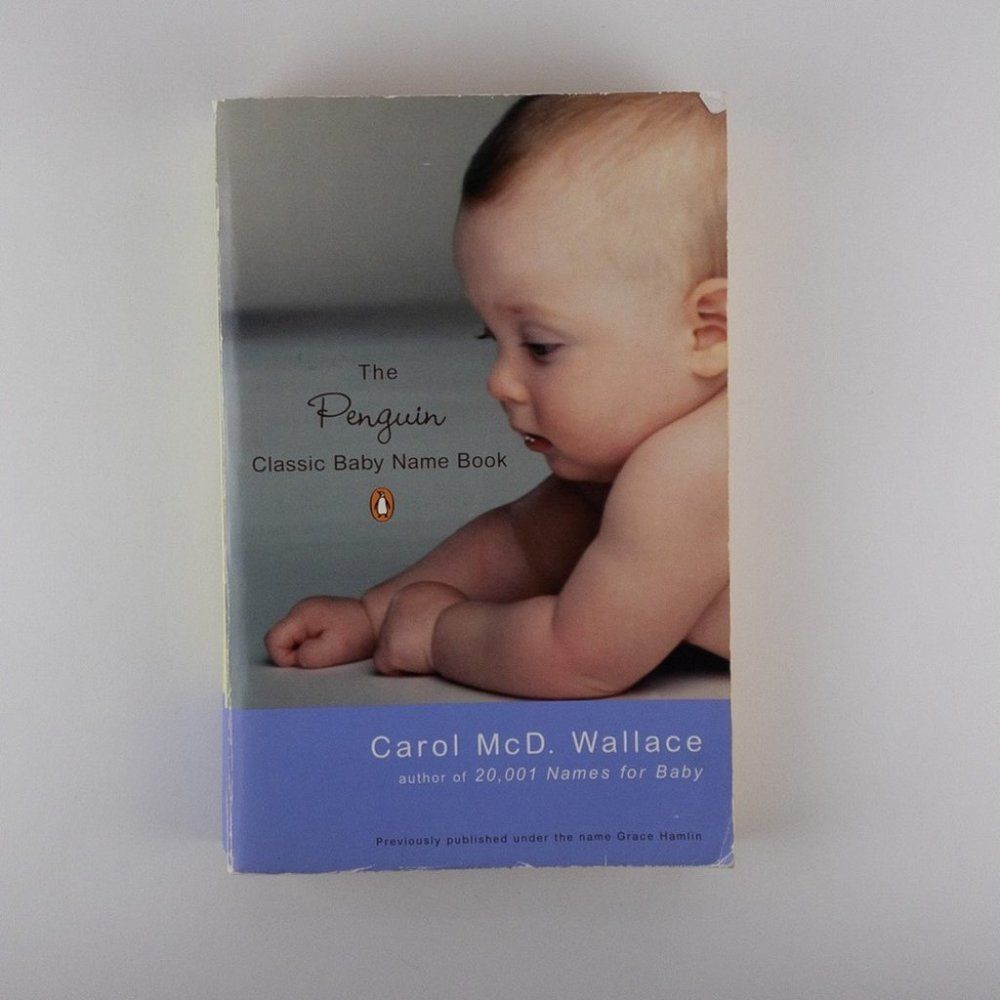 The
Penguin
Classic Baby Name Book
Carol McD. Wallace
author of 20,001 Names for Baby
Previously published under the name Grace Hamlin